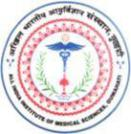 अखिल भारतीय आयुर्विज्ञान संस्थान, गुवाहाटी
ALL INDIA INSTITUTE OF MEDICAL SCIENCES, GUWAHATI